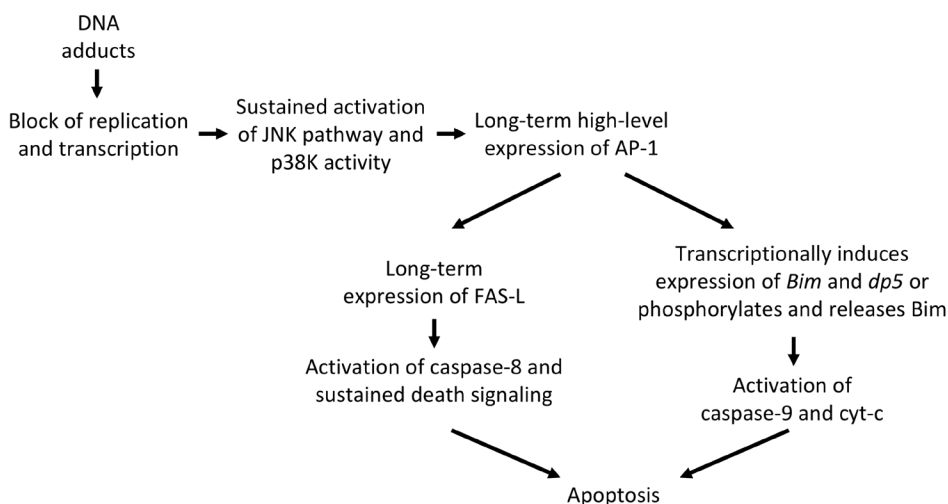 DNA
adducts
Block of replication
and transcription
Sustained activation
of JNK pathway and
p38K activity
Long-term high-level
expression of AP-1
Long-term
expression of FAS-L
Activation of caspase-8 and
sustained death signaling
Transcriptionally induces
expression of Bim and dp5 or
phosphorylates and releases Bim
Activation of
caspase-9 and cyt-c
Apoptosis